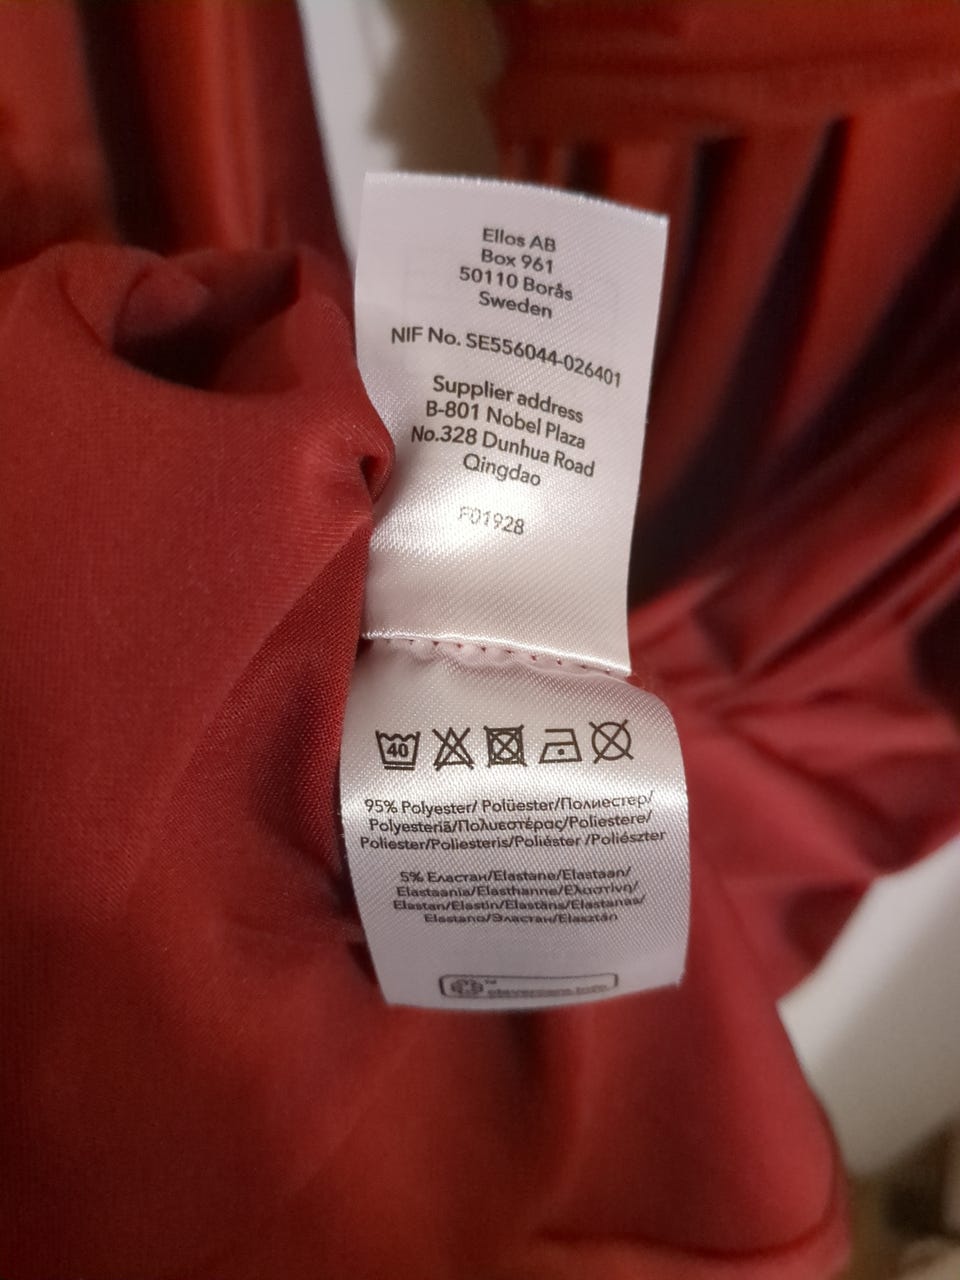 Ellos AB
Box 961
50110 Borås
Sweden
NIF No. SE556044-026401
Supplier address
B-801 Nobel Plaza
No.328 Dunhua Road
Qingdao
F01928
40
95% Polyester/ Polüester/Полиестер/
Polyesteriä/Πολυεστέρας/Poliestere/
Poliester/Poliesteris/Poliéster /Poliészter
5% Еластан/Elastane/Elastaan/
Elastaania/Elasthanne/Ελαστίνη/
Elastan/Elastin/Elastāns/Elastanas/
Elastano/Эластан/Elasztán